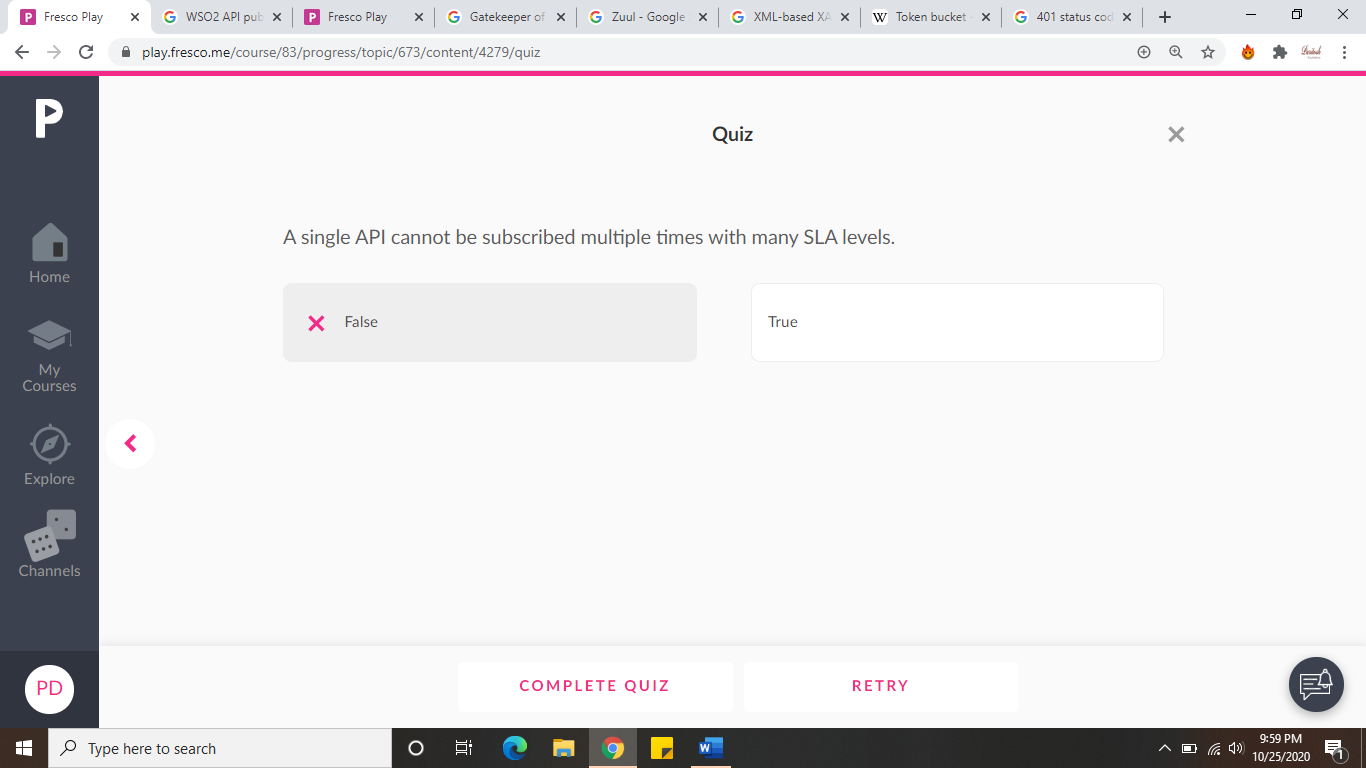 Fresco Play
WSO2 API pub
Fresco Play
Gatekeeper of
Zuul - Google
XML-based XA
Token bucket -
401 status cod
play.fresco.me/course/83/progress/topic/673/content/4279/quiz
Quiz
A single API cannot be subscribed multiple times with many SLA levels.
False
True
Home
My
Courses
Explore
Channels
PD
COMPLETE QUIZ
RETRY
Type here to search
9:59 PM
10/25/2020
1